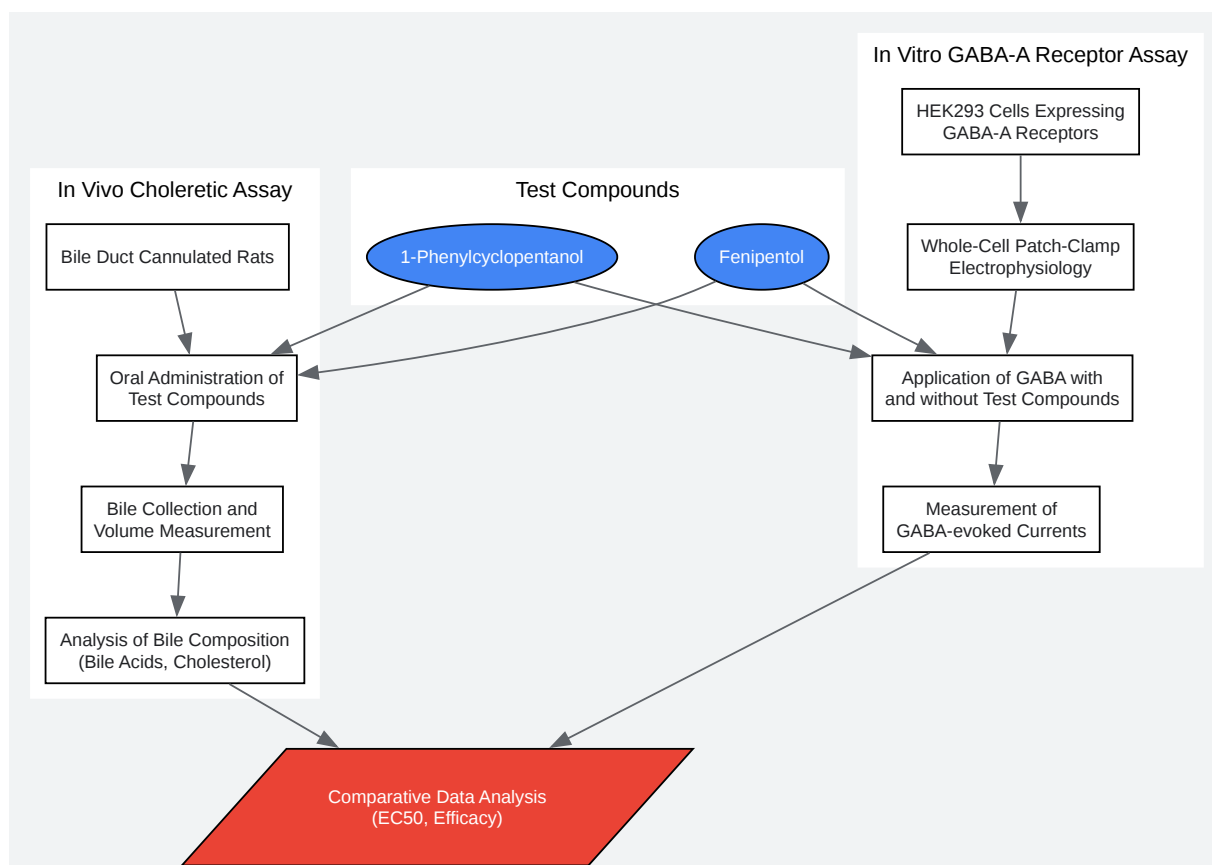 In Vivo Choleretic Assay
Bile Duct Cannulated Rats
Oral Administration of
Test Compounds
Bile Collection and
Volume Measurement
Analysis of Bile Composition
(Bile Acids, Cholesterol)
Test Compounds
1-Phenylcyclopentanol
Fenipentol
In Vitro GABA-A Receptor Assay
HEK293 Cells Expressing
GABA-A Receptors
Whole-Cell Patch-Clamp
Electrophysiology
Application of GABA with
and without Test Compounds
Measurement of
GABA-evoked Currents
Comparative Data Analysis
(EC50, Efficacy)